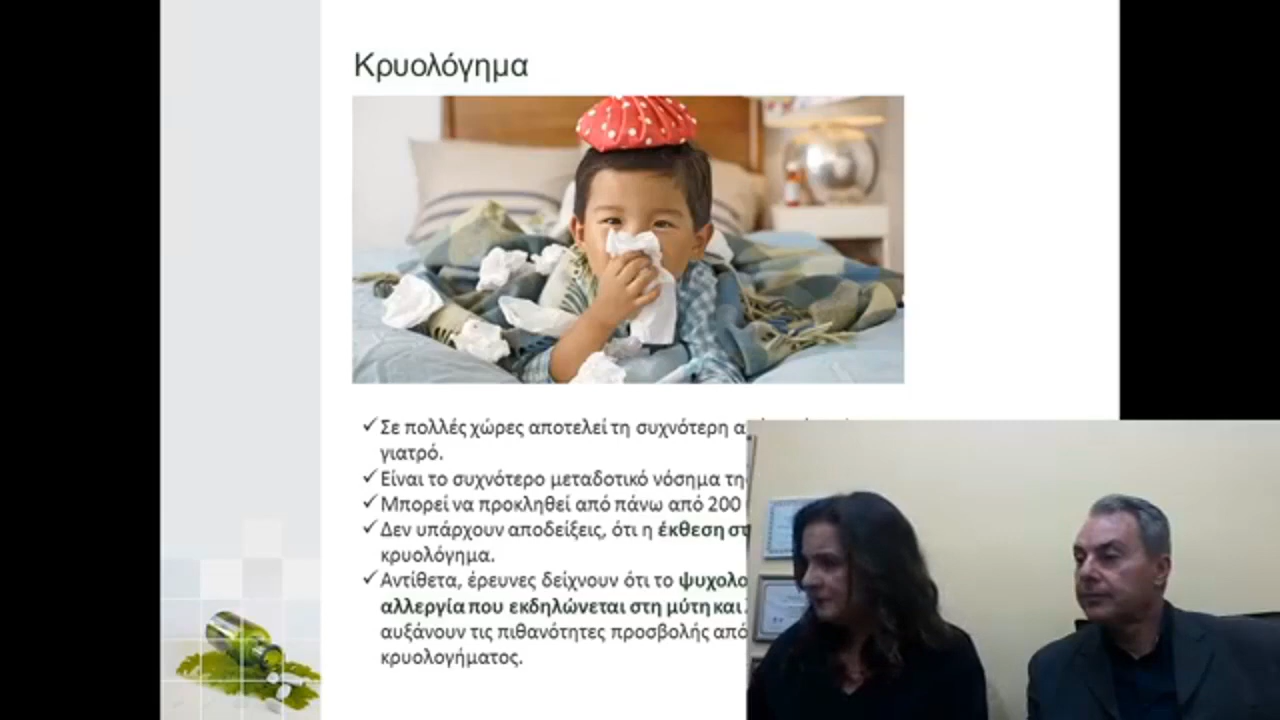 Κρυολόγημα
✓Σε πολλές χώρες αποτελεί τη συχνότερη
γιατρό.
✓Είναι το συχνότερο μεταδοτικό νόσημα
✓Μπορεί να προκληθεί από πάνω από 200
✓Δεν υπάρχουν αποδείξεις, ότι η έκθεση
κρυολόγημα.
✓Αντίθετα, έρευνες δείχνουν ότι το
αλλεργία που εκδηλώνεται στη μύτη και
αυξάνουν τις πιθανότητες προσβολής από
κρυολογήματος.